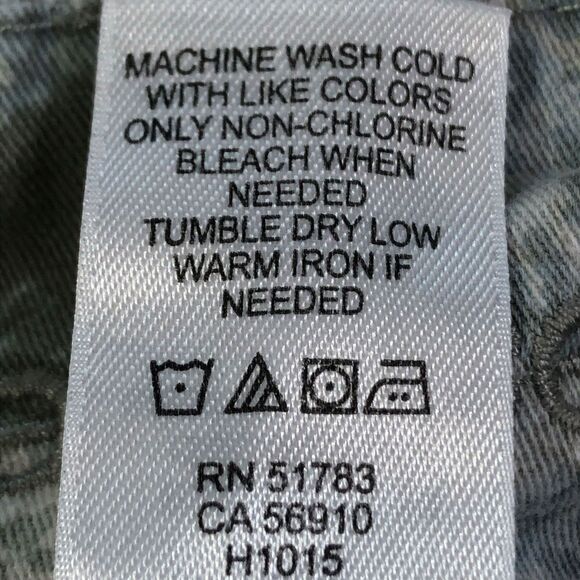 MACHINE WASH COLD
WITH LIKE COLORS
ONLY NON-CHLORINE
BLEACH WHEN
NEEDED
TUMBLE DRY LOW
WARM IRON IF
NEEDED
RN 51783
CA 56910
H1015